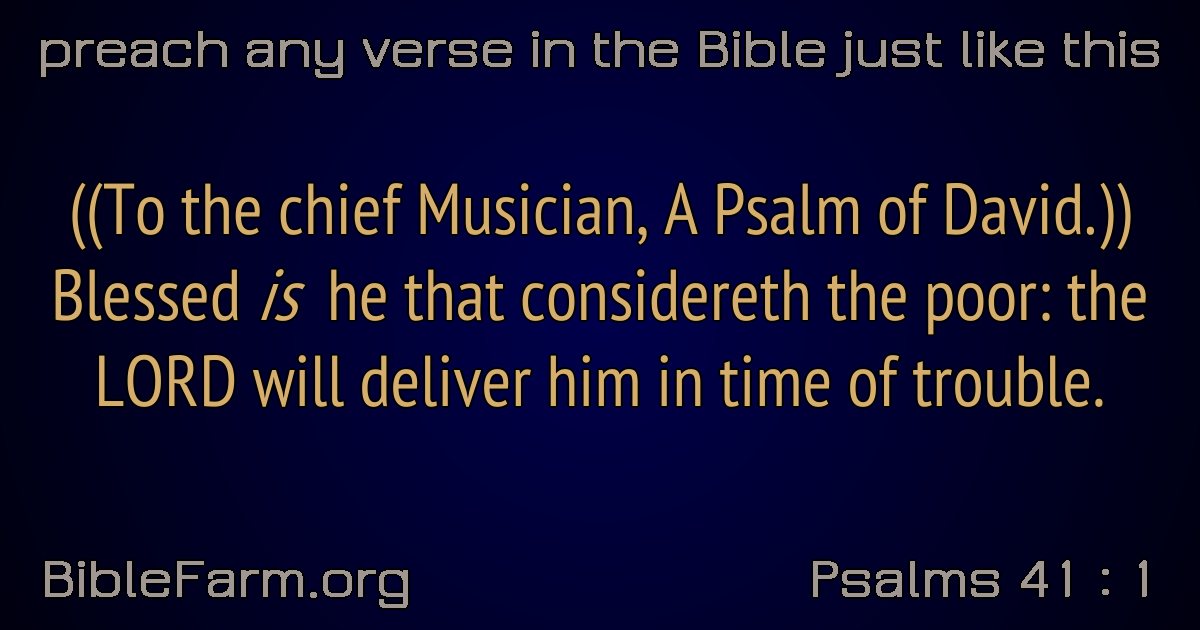 preach any verse in the Bible just like this
((To the chief Musician, A Psalm of David.))
Blessed is he that considereth the poor: the
LORD will deliver him in time of trouble.
BibleFarm.org
Psalms 41 : 1